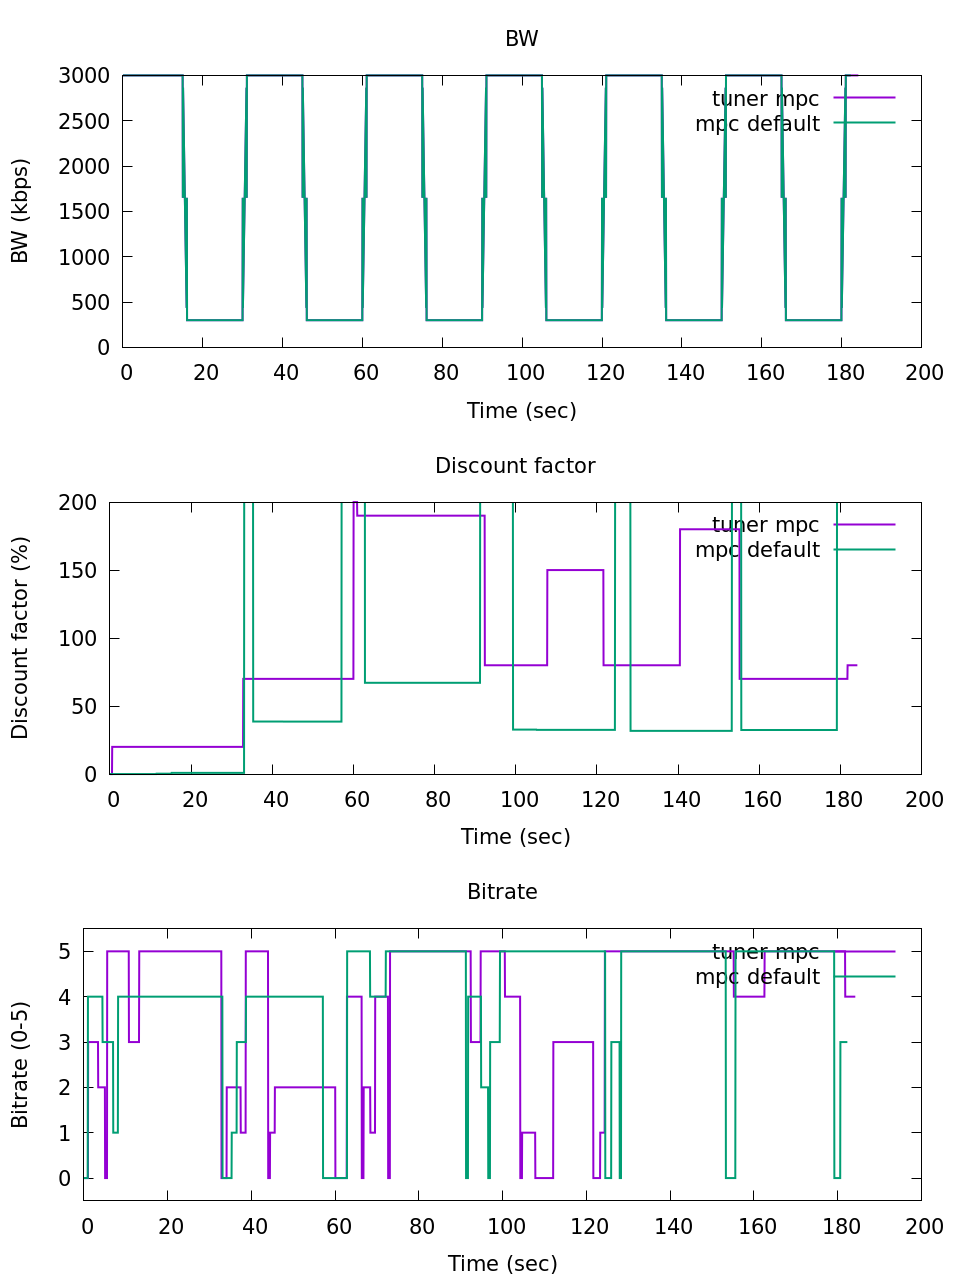 BW
3000
2500
2000
1500
1000
500
0
BW (kbps)
tuner mpc
mpc default
0 20 40 60 80 100 120 140 160 180 200
Time (sec)
Discount factor
200
150
100
50
0
Discount factor (%)
tuner mpc
mpc default
0 20 40 60 80 100 120 140 160 180 200
Time (sec)
Bitrate
5
4
3
2
1
0
Bitrate (0-5)
tuner mpc
mpc default
0 20 40 60 80 100 120 140 160 180 200
Time (sec)